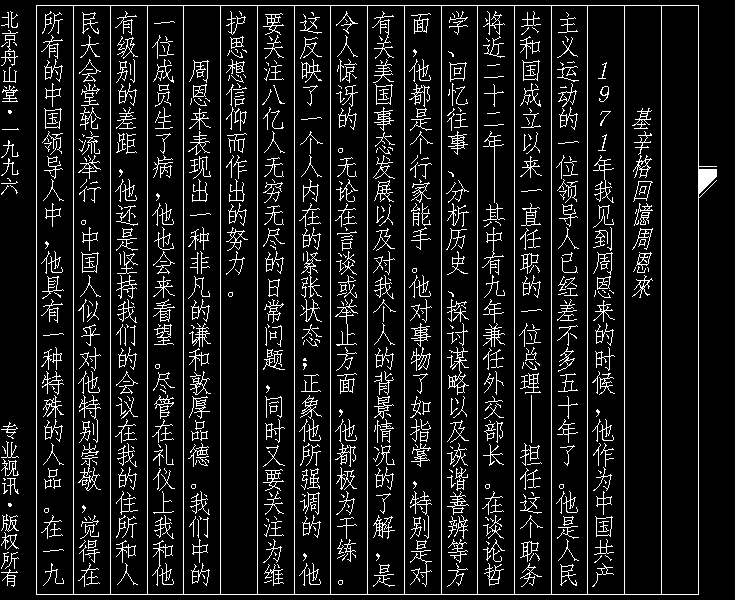 基辛格回憶周恩來
1971年我见到周恩来的时候，他作为中国共产
主义运动的一位领导人已经差不多五十年了。他是人民
共和国成立以来一直任职的一位总理——担任这个职务
将近二十二年——其中有九年兼任外交部长。在谈论哲
学、回忆往事、分析历史、探讨谋略以及诙谐善辨等方
面，他都是个行家能手。他对事物了如指掌，特别是对
有关美国事态发展以及对我个人的背景情况的了解，是
令人惊讶的。无论在言谈或举止方面，他都极为干练。
这反映了一个人内在的紧张状态；正象他所强调的，他
要关注八亿人无穷无尽的日常问题，同时又要关注为维
护思想信仰而作出的努力。
周恩来表现出一种非凡的谦和敦厚品德。我们中的
一位成员生了病，他也会来看望。尽管在礼仪上我和他
有级别的差距，他还是坚持我们的会议在我的住所和人
民大会堂轮流举行。中国人似乎对他特别崇敬，觉得在
所有的中国领导人中，他具有一种特殊的人品。在一九
北京舟山堂·一九九六
专业视讯·版权所有